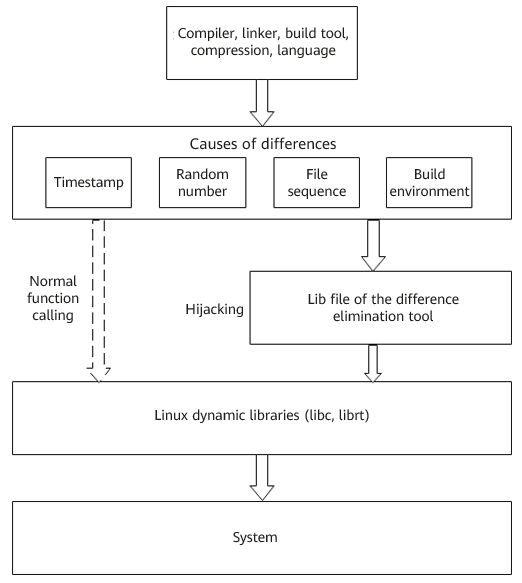 Compiler, linker, build tool,
compression, language
Causes of differences
Timestamp
Random
number
File
sequence
Build
environment
Normal
function
calling
Hijacking
Lib file of the difference
elimination tool
Linux dynamic libraries (libc, librt)
System